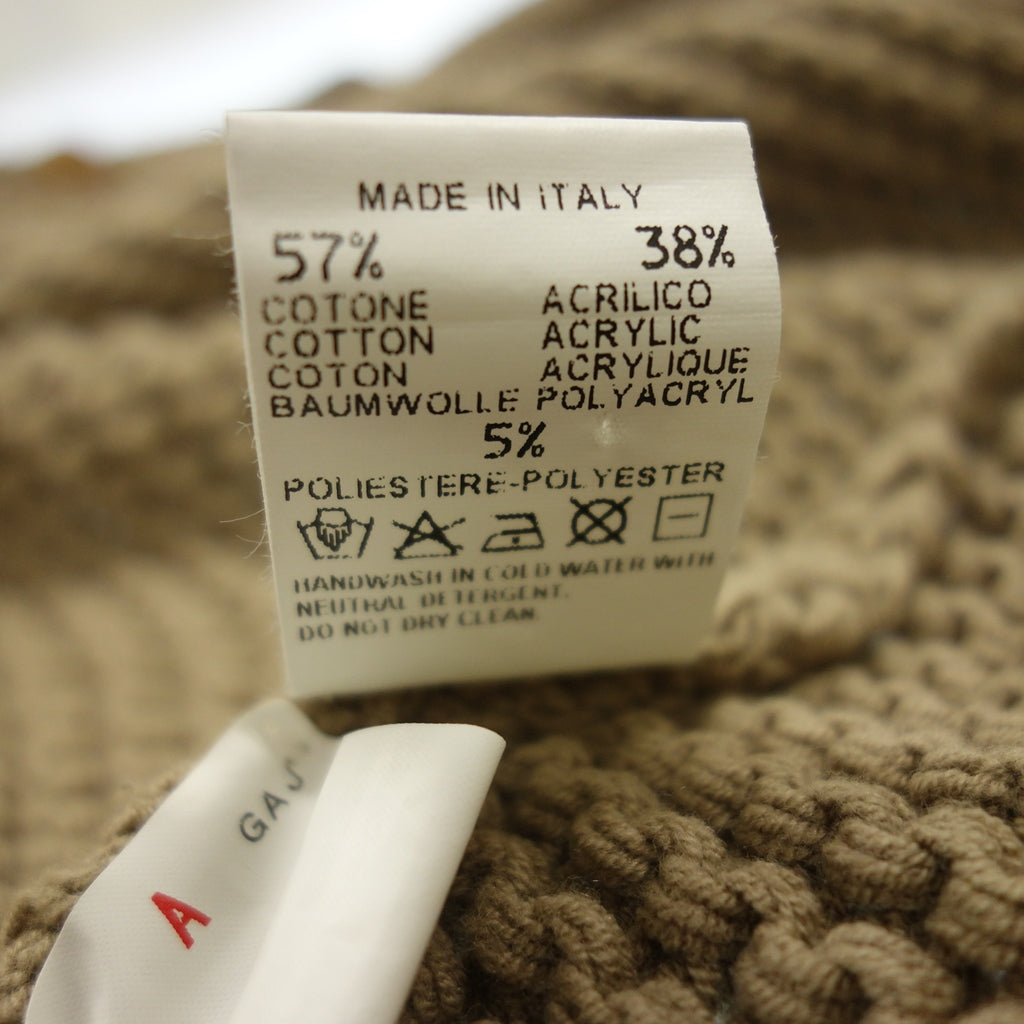 MADE IN ITALY
57% 38%
COTONE ACRILICO
COTTON ACRYLIC
COTON ACRYLIQUE
BAUMWOLLE POLYACRYL
5%
POLIESTERE-POLYESTER
HANDWASH IN COLD WATER WITH
NEUTRAL DETERGENT.
DO NOT DRY CLEAN.
A